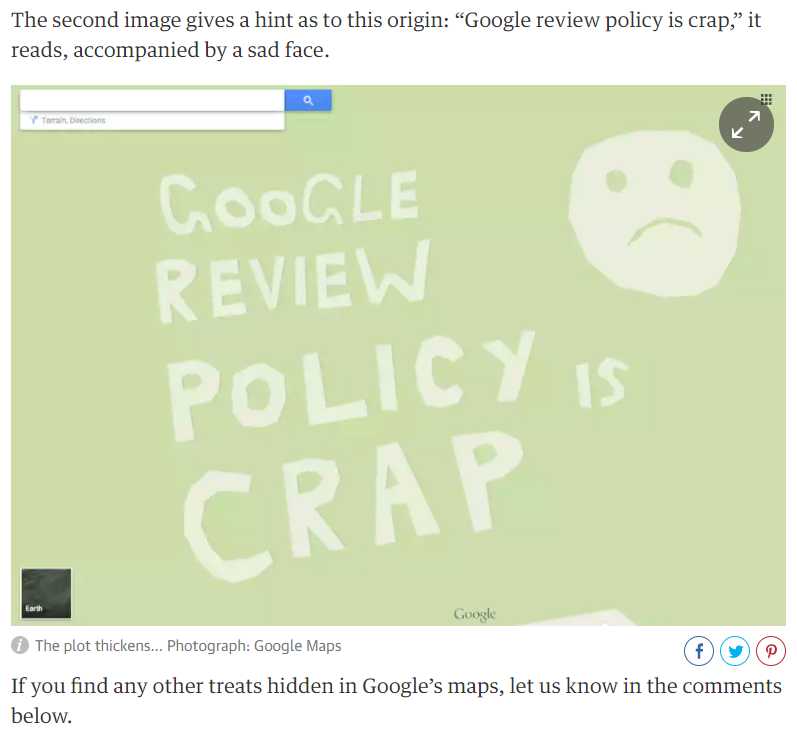 The second image gives a hint as to this origin: “Google review policy is crap,” it
reads, accompanied by a sad face.
Terrain, Directions
GOOGLE
REVIEW
POLICY IS
CRAP
Earth
Google
The plot thickens... Photograph: Google Maps
If you find any other treats hidden in Google’s maps, let us know in the comments
below.